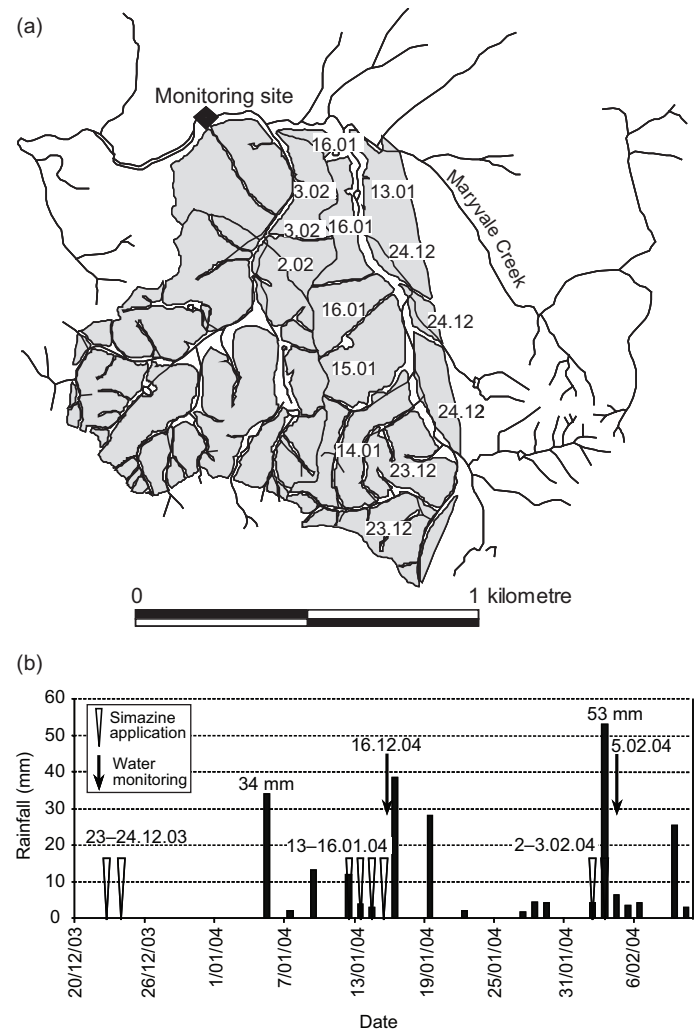 (a)
Monitoring site
16.01
3.02
13.01
3.02
16.01
Maryvale Creek
2.02
24.12
16.01
24.12
15.01
24.12
14.01
23.12
23.12
0
1 kilometre
(b)
Rainfall (mm)
60
50
40
30
20
10
0
Simazine
application
Water
monitoring
23–24.12.03
34 mm
13–16.01.04
16.12.04
2–3.02.04
53 mm
5.02.04
20/12/03
26/12/03
1/01/04
7/01/04
13/01/04
19/01/04
25/01/04
31/01/04
6/02/04
Date